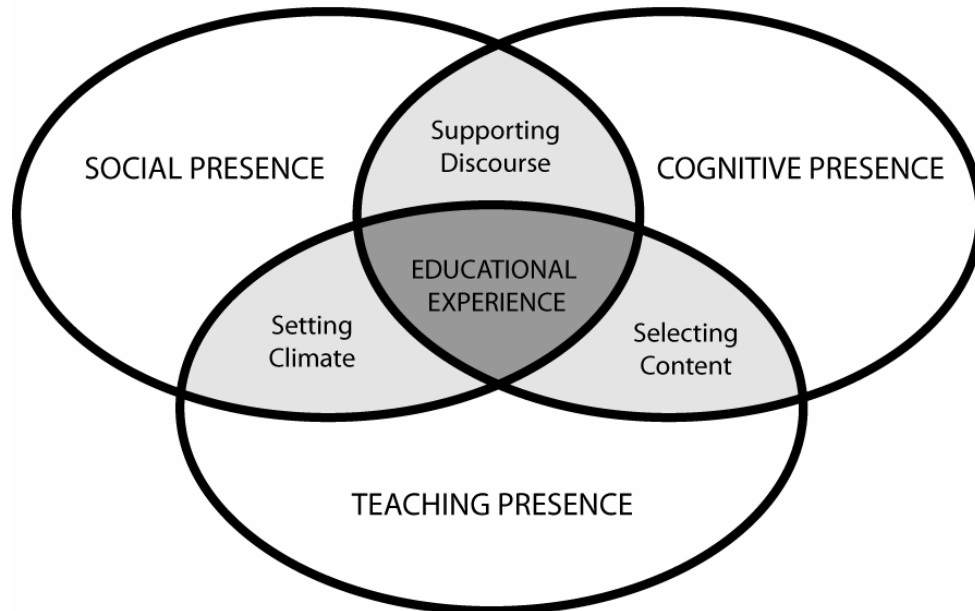 Supporting
Discourse
SOCIAL PRESENCE
COGNITIVE PRESENCE
EDUCATIONAL
EXPERIENCE
Setting
Climate
Selecting
Content
TEACHING PRESENCE